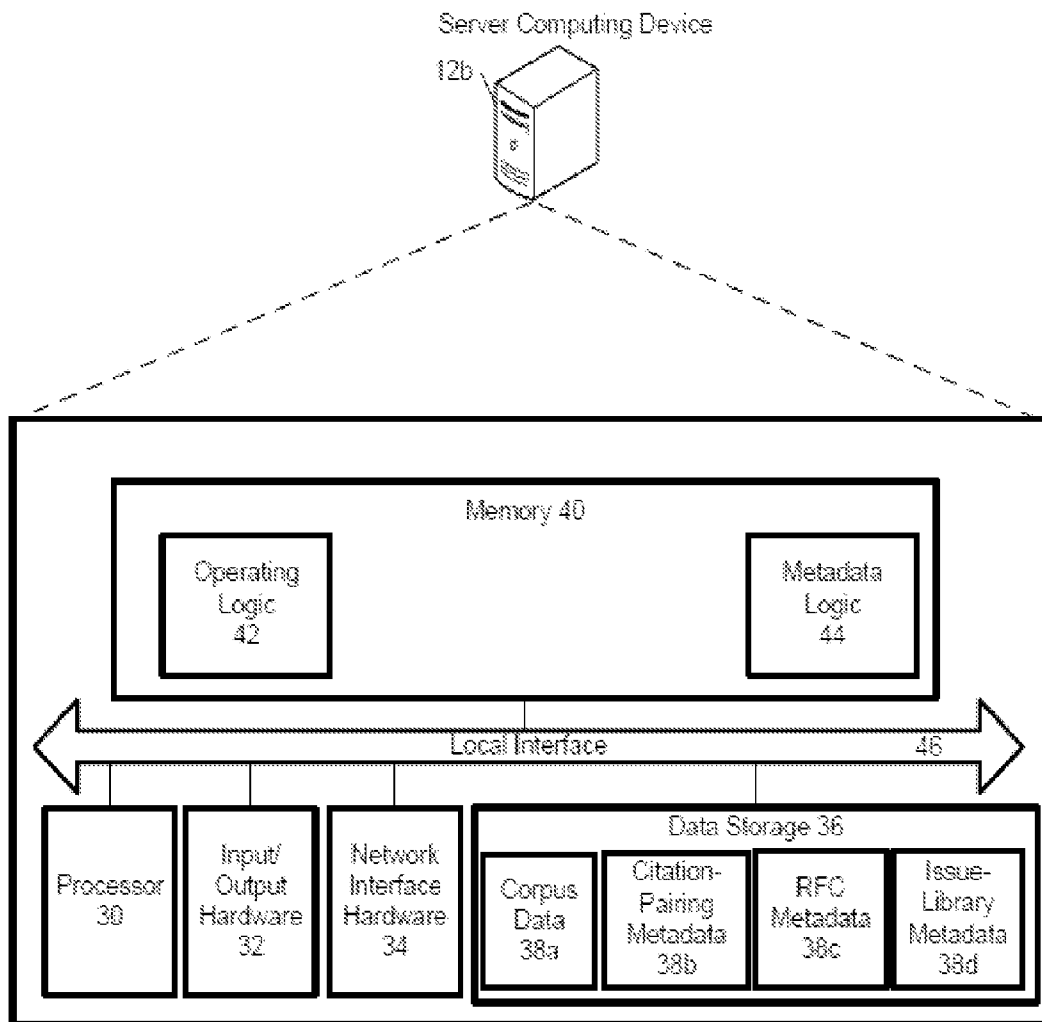 Server Computing Device
12b
Memory 40
Operating
Logic
42
Metadata
Logic
44
Local Interface
46
Processor
30
Input/
Output
Hardware
32
Network
Interface
Hardware
34
Data Storage 36
Corpus
Data
38a
Citation-
Pairing
Metadata
38b
RFC
Metadata
38c
Issue-
Library
Metadata
38d